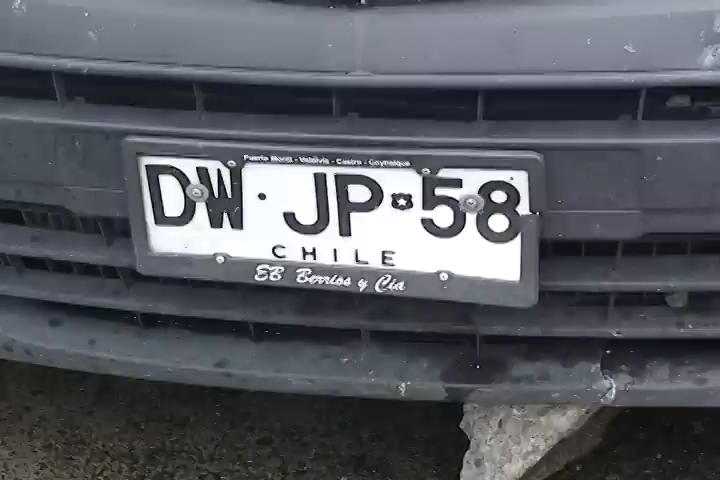 Puerto Montt - Valdivia - Castro - Coyhaique
DW · JP · 58
CHILE
EB Berrios y Cia